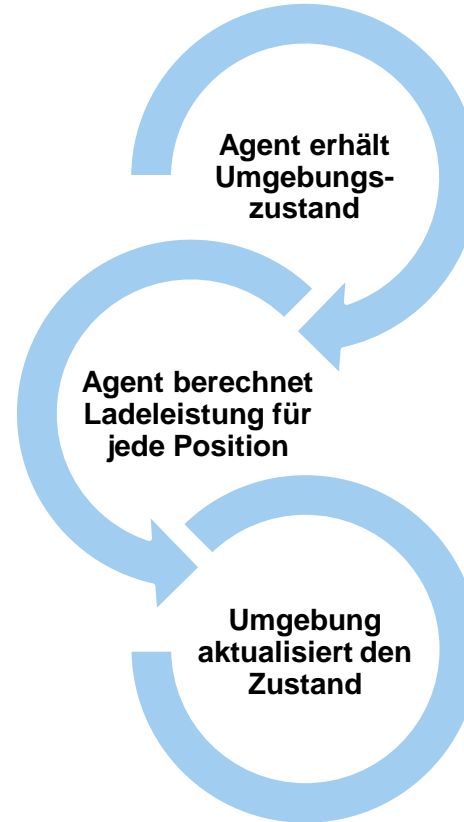 Agent erhält
Umgebungs-
zustand
Agent berechnet
Ladeleistung für
jede Position
Umgebung
aktualisiert den
Zustand